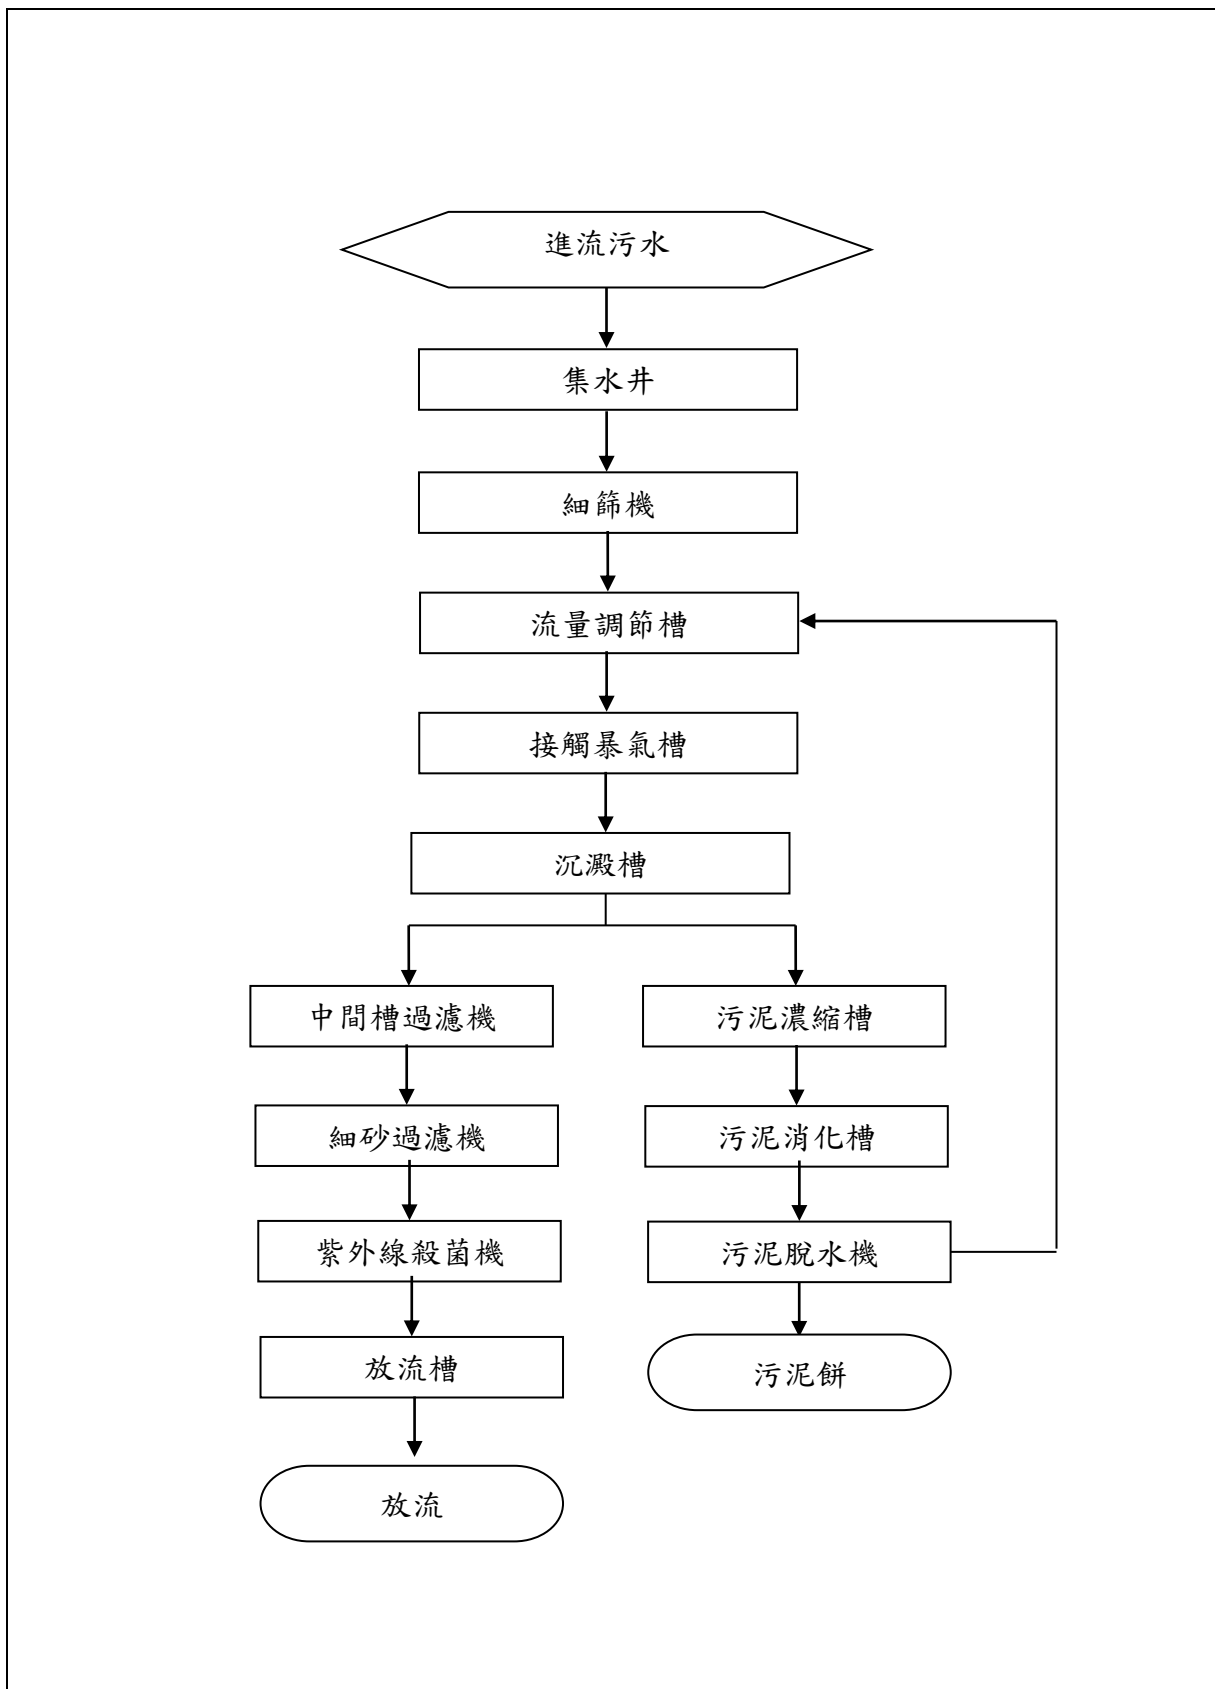 進流污水
集水井
細篩機
流量調節槽
接觸暴氣槽
沉澱槽
中間槽過濾機
污泥濃縮槽
細砂過濾機
污泥消化槽
紫外線殺菌機
污泥脫水機
放流槽
污泥餅
放流